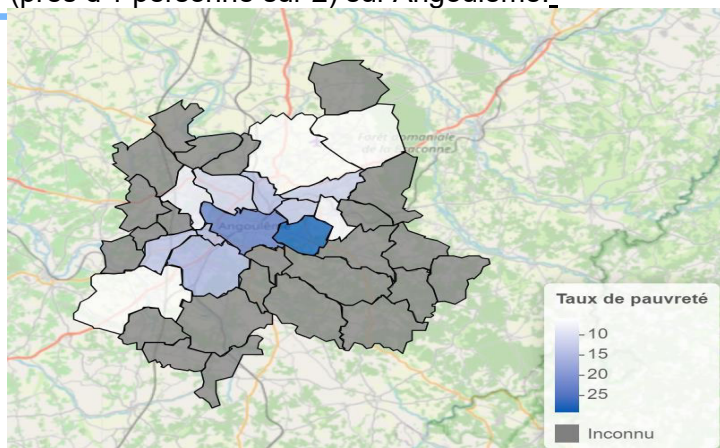 (près d'1 personne sur 2) sur Angoulême.
Forêt Domaniale
de la Braconne
Angoulême
Taux de pauvreté
10
15
20
25
Inconnu